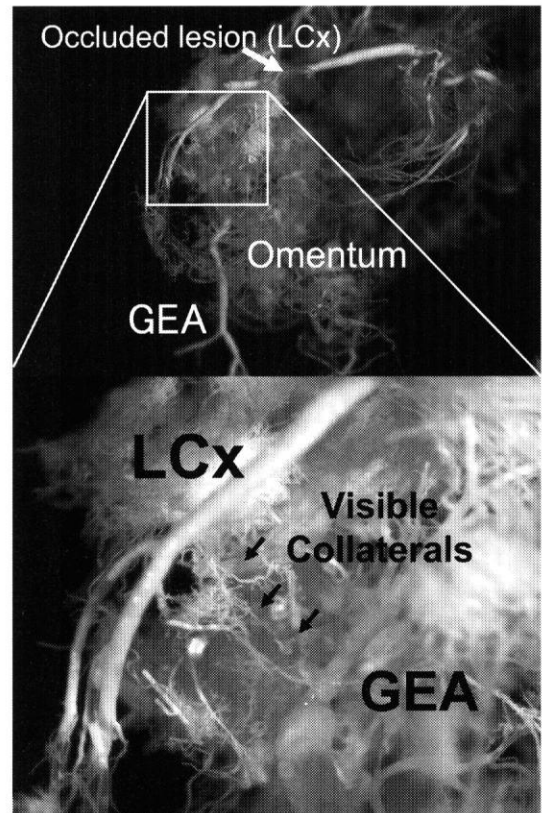 Occluded lesion (LCx)
Omentum
GEA
LCx
Visible
Collaterals
GEA